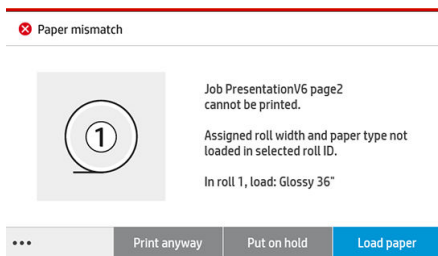 Paper mismatch
Job PresentationV6 page2
cannot be printed.
Assigned roll width and paper type not
loaded in selected roll ID.
In roll 1, load: Glossy 36"
1
Print anyway
Put on hold
Load paper